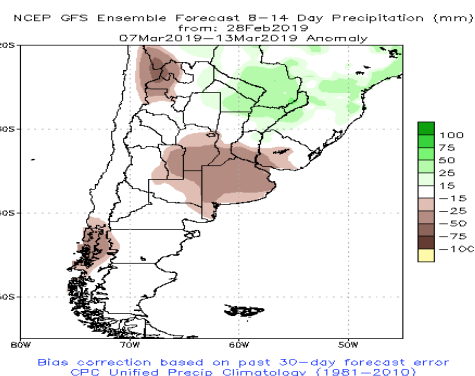 NCEP GFS Ensemble Forecast 8-14 Day Precipitation (mm)
from: 28Feb2019
07Mar2019-13Mar2019 Anomaly
20S
30S
40S
50S
80W
70W
60W
50W
100
75
50
25
15
-15
-25
-50
-75
-100
Bias correction based on past 30-day forecast error
CPC Unified Precip Climatology (1981-2010)